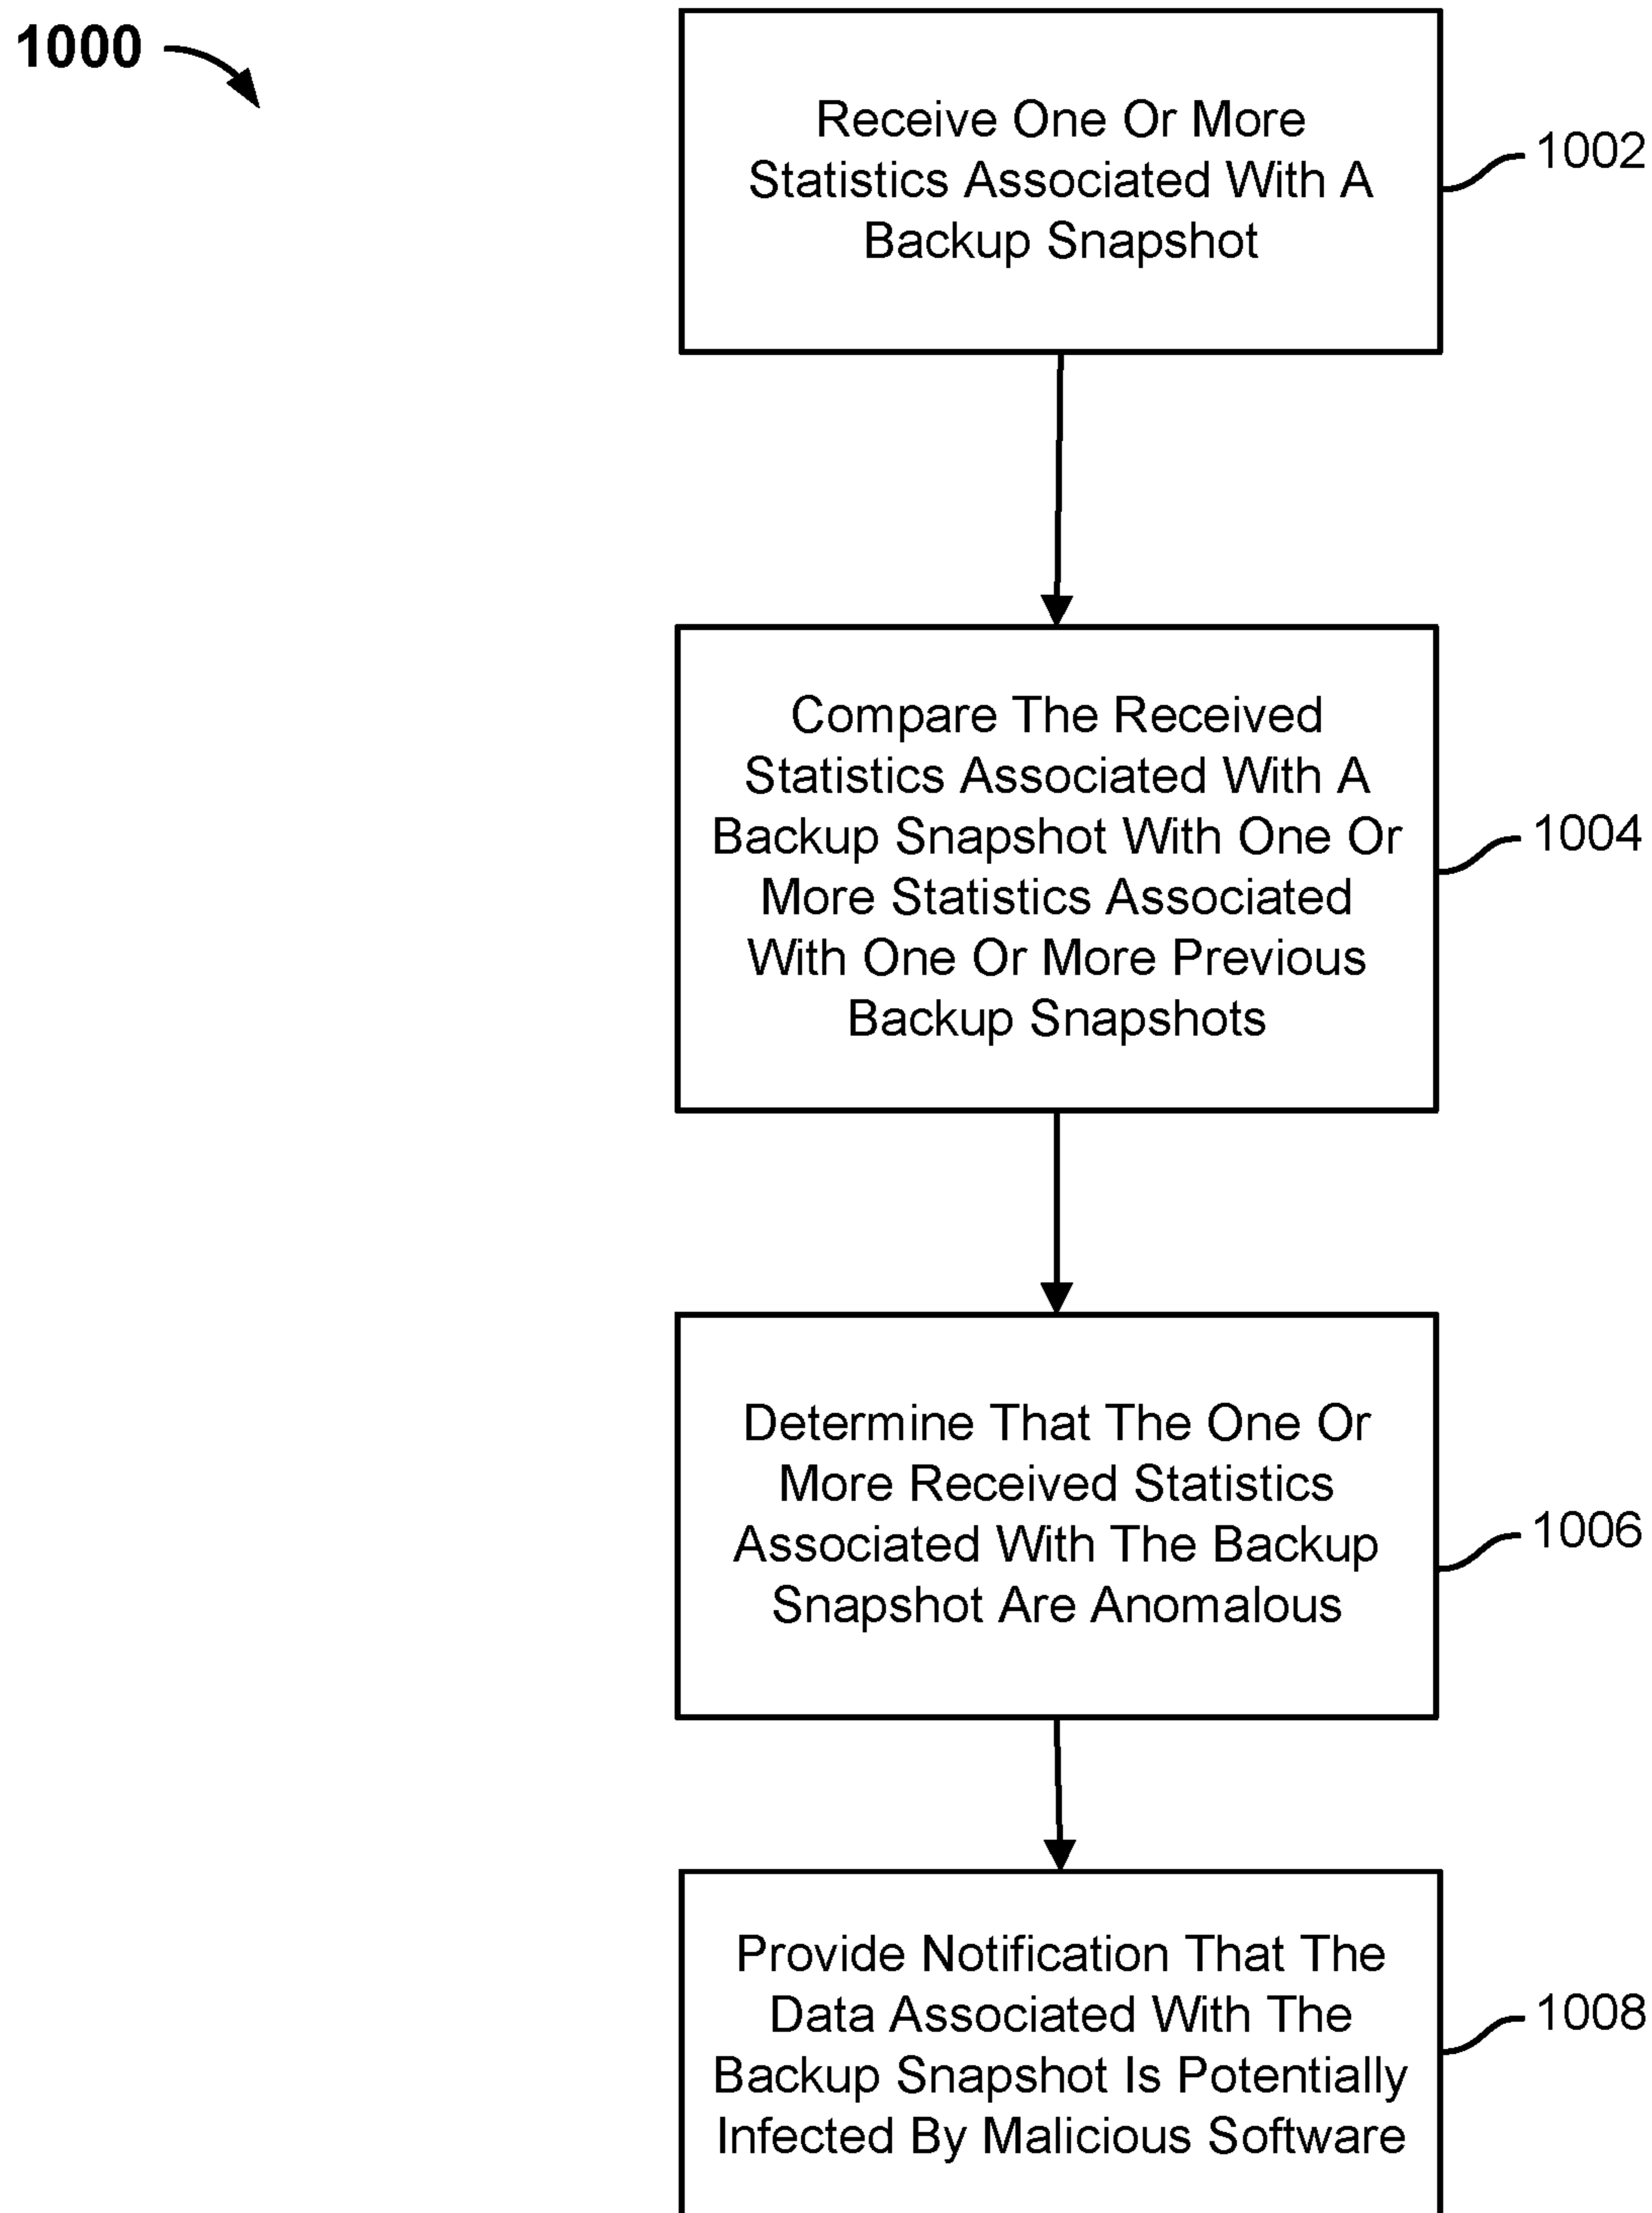 1000
Receive One Or More
Statistics Associated With A
Backup Snapshot
1002
Compare The Received
Statistics Associated With A
Backup Snapshot With One Or
More Statistics Associated
With One Or More Previous
Backup Snapshots
1004
Determine That The One Or
More Received Statistics
Associated With The Backup
Snapshot Are Anomalous
1006
Provide Notification That The
Data Associated With The
Backup Snapshot Is Potentially
Infected By Malicious Software
1008